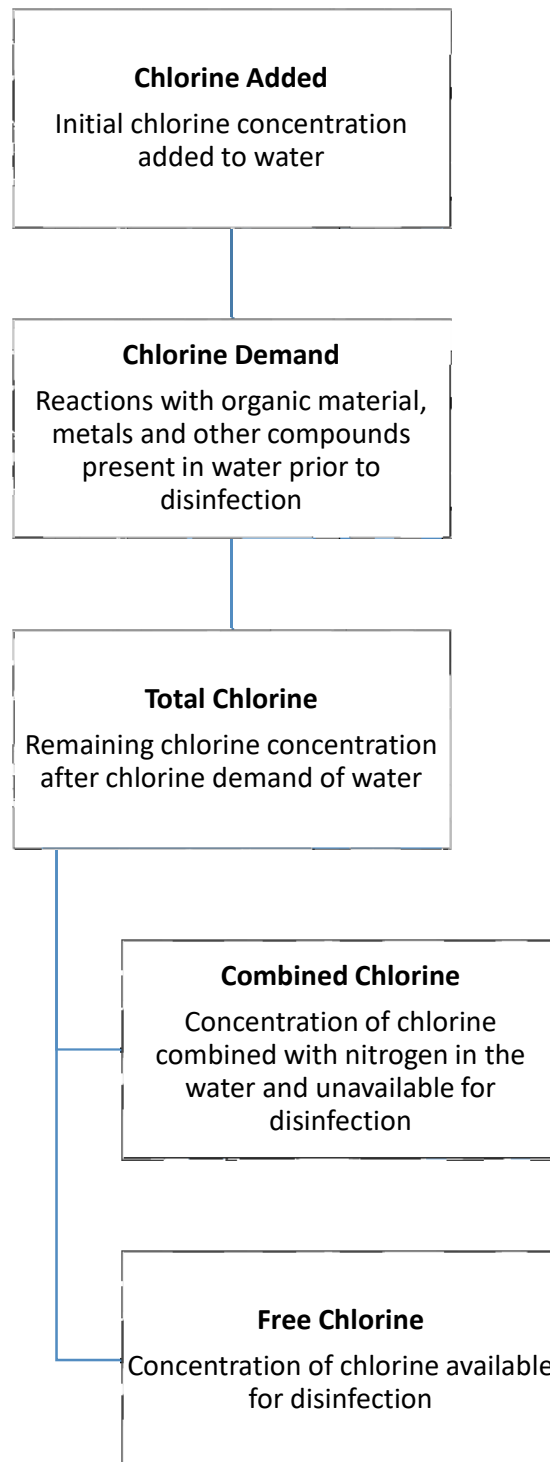 Chlorine Added
Initial chlorine concentration
added to water
Chlorine Demand
Reactions with organic material,
metals and other compounds
present in water prior to
disinfection
Total Chlorine
Remaining chlorine concentration
after chlorine demand of water
Combined Chlorine
Concentration of chlorine
combined with nitrogen in the
water and unavailable for
disinfection
Free Chlorine
Concentration of chlorine available
for disinfection